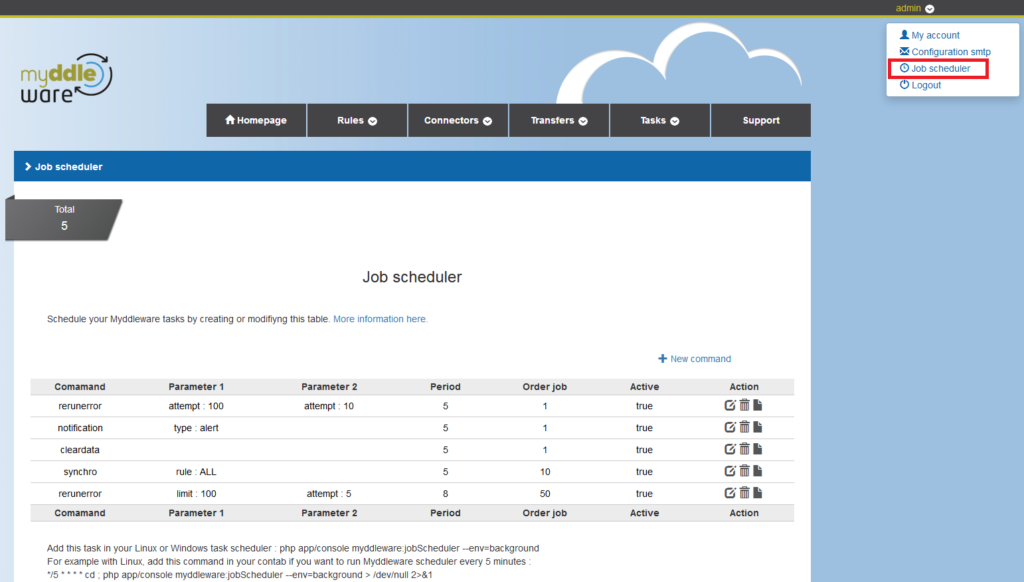 admin
My account
Configuration smtp
Job scheduler
Logout
myddle
ware
Homepage Rules Connectors Transfers Tasks Support
Job scheduler
Total
5
Job scheduler
Schedule your Myddleware tasks by creating or modifiyng this table. More information here.
New command
Comamand Parameter 1 Parameter 2 Period Order job Active Action
rerunerror attempt : 100 attempt : 10 5 1 true
notification type : alert 5 1 true
cleardata 5 1 true
synchro rule : ALL 5 10 true
rerunerror limit : 100 attempt : 5 8 50 true
Comamand Parameter 1 Parameter 2 Period Order job Active Action
Add this task in your Linux or Windows task scheduler : php app/console myddleware:jobScheduler --env=background
For example with Linux, add this command in your contab if you want to run Myddleware scheduler every 5 minutes :
*/5 * * * * cd ; php app/console myddleware:jobScheduler --env=background > /dev/null 2>&1